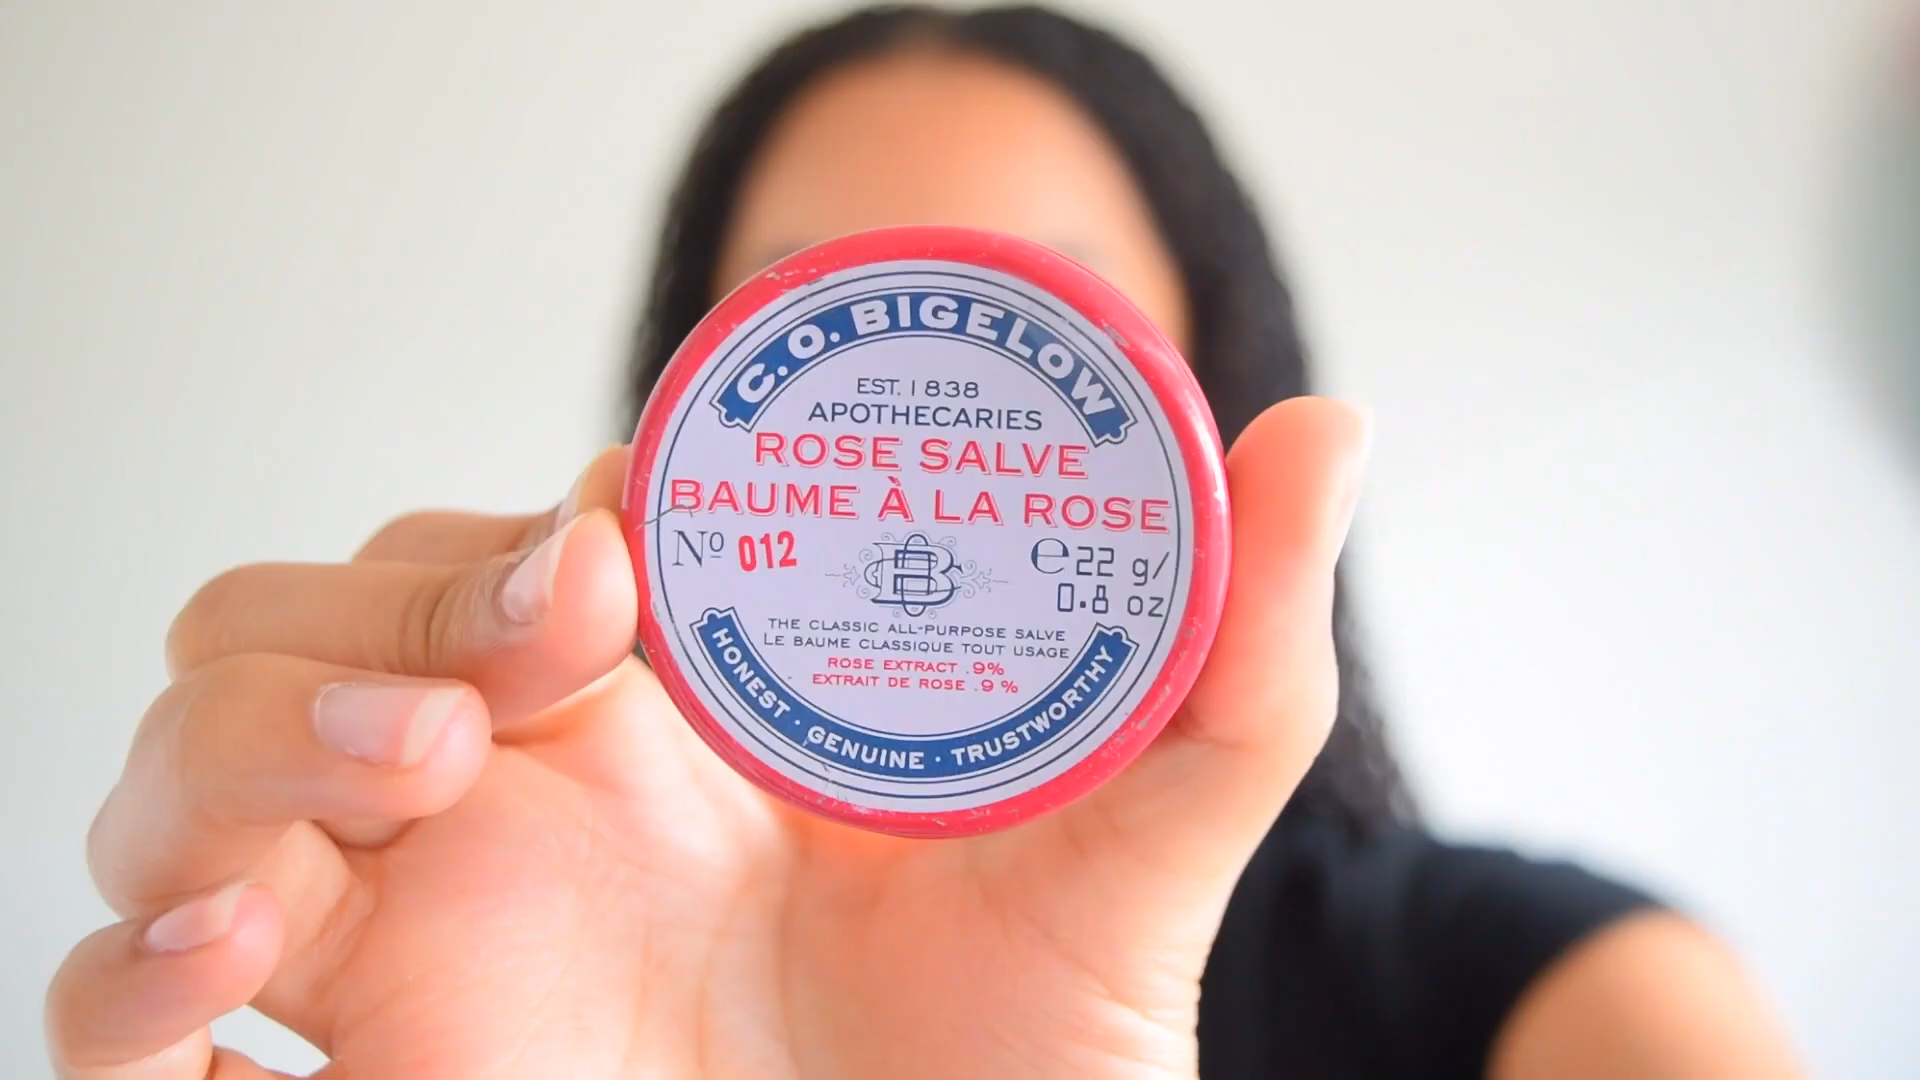 C. O. BIGELOW
EST. 1838
APOTHECARIES
ROSE SALVE
BAUME À LA ROSE
Nº 012
℮ 22 g/
0.8 oz
THE CLASSIC ALL-PURPOSE SALVE
LE BAUME CLASSIQUE TOUT USAGE
ROSE EXTRACT .9%
EXTRAIT DE ROSE .9 %
HONEST · GENUINE · TRUSTWORTHY